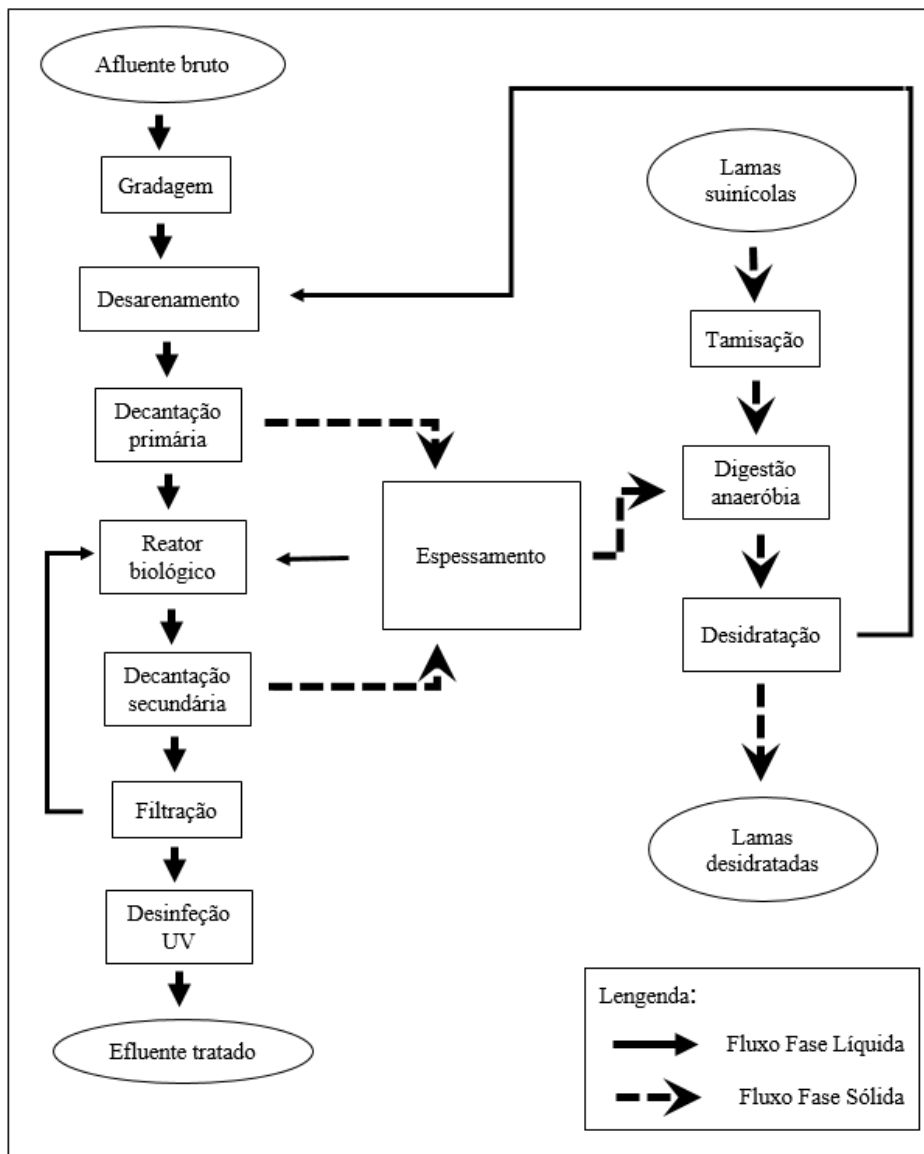 Afluente bruto
Gradagem
Desarenamento
Decantação
primária
Reator
biológico
Decantação
secundária
Filtração
Desinfeção
UV
Efluente tratado
Espessamento
Lamas
suinícolas
Tamisação
Digestão
anaeróbia
Desidratação
Lamas
desidratadas
Lengenda:
Fluxo Fase Líquida
Fluxo Fase Sólida